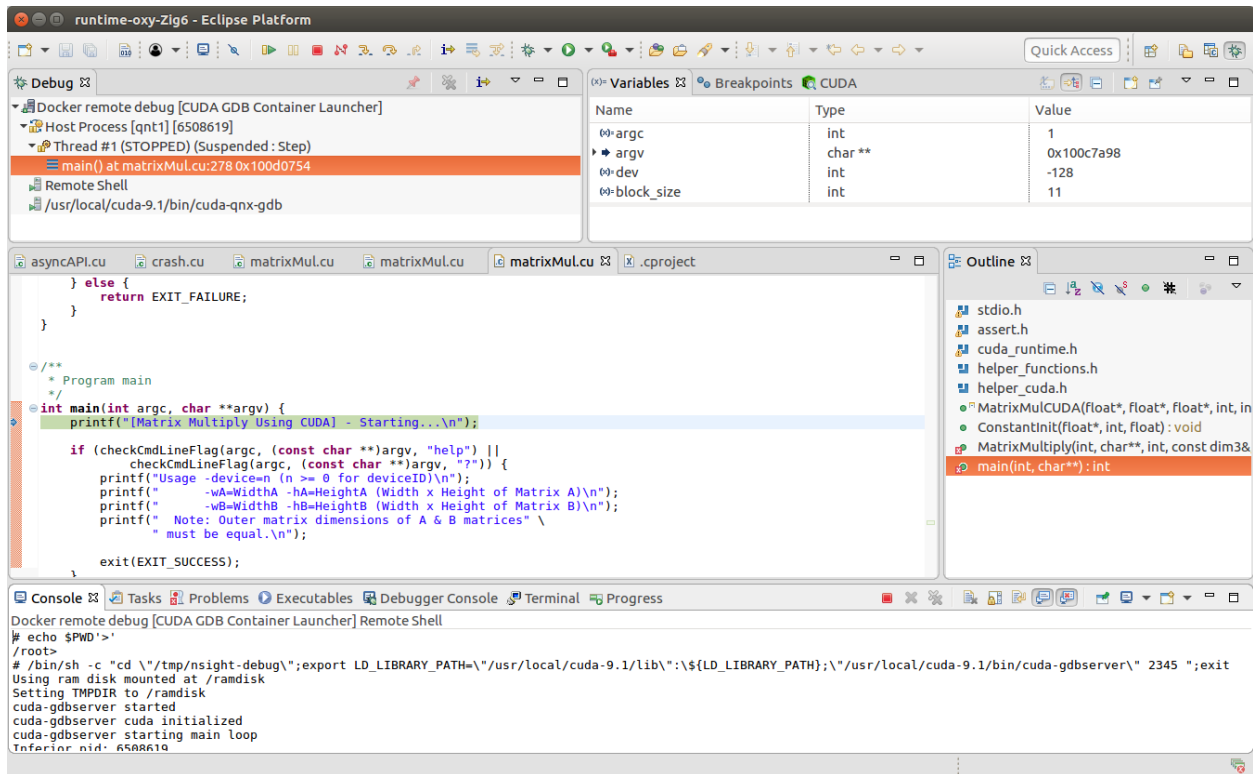 runtime-oxy-Zig6 - Eclipse Platform
Quick Access
Debug
Docker remote debug [CUDA GDB Container Launcher]
Host Process [qnt1] [6508619]
Thread #1 (STOPPED) (Suspended : Step)
main() at matrixMul.cu:278 0x100d0754
Remote Shell
/usr/local/cuda-9.1/bin/cuda-qnx-gdb
(x)= Variables Breakpoints CUDA
Name Type Value
(x)= argc int 1
argv char ** 0x100c7a98
(x)= dev int -128
(x)= block_size int 11
asyncAPI.cu crash.cu matrixMul.cu matrixMul.cu matrixMul.cu .cproject
} else {
return EXIT_FAILURE;
}
}
/**
* Program main
*/
int main(int argc, char **argv) {
printf("[Matrix Multiply Using CUDA] - Starting...\n");
if (checkCmdLineFlag(argc, (const char **)argv, "help") ||
checkCmdLineFlag(argc, (const char **)argv, "?")) {
printf("Usage -device=n (n >= 0 for deviceID)\n");
printf("      -wA=WidthA -hA=HeightA (Width x Height of Matrix A)\n");
printf("      -wB=WidthB -hB=HeightB (Width x Height of Matrix B)\n");
printf("  Note: Outer matrix dimensions of A & B matrices" \
" must be equal.\n");
exit(EXIT_SUCCESS);
}
Outline
stdio.h
assert.h
cuda_runtime.h
helper_functions.h
helper_cuda.h
MatrixMulCUDA(float*, float*, float*, int, in
ConstantInit(float*, int, float) : void
MatrixMultiply(int, char**, int, const dim3&
main(int, char**) : int
Console Tasks Problems Executables Debugger Console Terminal Progress
Docker remote debug [CUDA GDB Container Launcher] Remote Shell
# echo $PWD'>'
/root>
# /bin/sh -c "cd \"/tmp/nsight-debug\";export LD_LIBRARY_PATH=\"/usr/local/cuda-9.1/lib\":\${LD_LIBRARY_PATH};\"/usr/local/cuda-9.1/bin/cuda-gdbserver\" 2345 ";exit
Using ram disk mounted at /ramdisk
Setting TMPDIR to /ramdisk
cuda-gdbserver started
cuda-gdbserver cuda initialized
cuda-gdbserver starting main loop
Inferior pid: 6508619